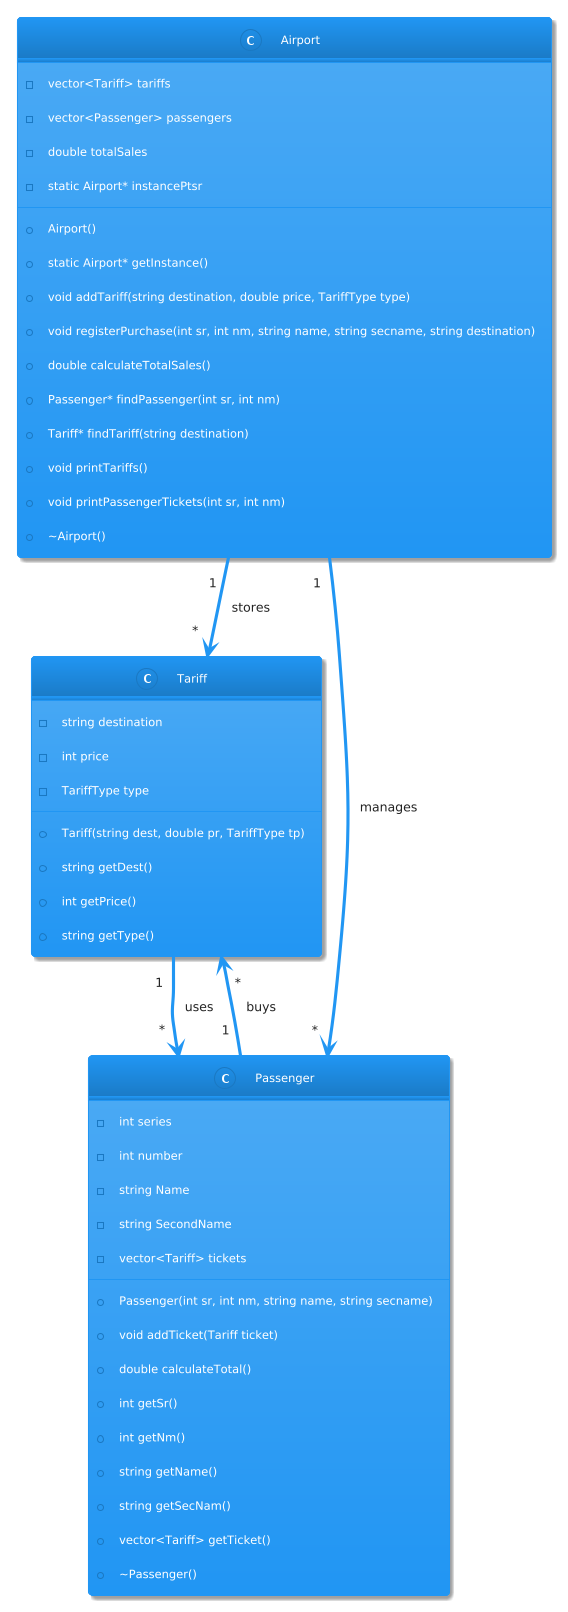 C Airport
vector<Tariff> tariffs
vector<Passenger> passengers
double totalSales
static Airport* instancePtsr
Airport()
static Airport* getInstance()
void addTariff(string destination, double price, TariffType type)
void registerPurchase(int sr, int nm, string name, string secname, string destination)
double calculateTotalSales()
Passenger* findPassenger(int sr, int nm)
Tariff* findTariff(string destination)
void printTariffs()
void printPassengerTickets(int sr, int nm)
~Airport()
1 1
stores
*
C Tariff
string destination
int price
TariffType type
manages
Tariff(string dest, double pr, TariffType tp)
string getDest()
int getPrice()
string getType()
1 *
uses buys
* 1 *
C Passenger
int series
int number
string Name
string SecondName
vector<Tariff> tickets
Passenger(int sr, int nm, string name, string secname)
void addTicket(Tariff ticket)
double calculateTotal()
int getSr()
int getNm()
string getName()
string getSecNam()
vector<Tariff> getTicket()
~Passenger()